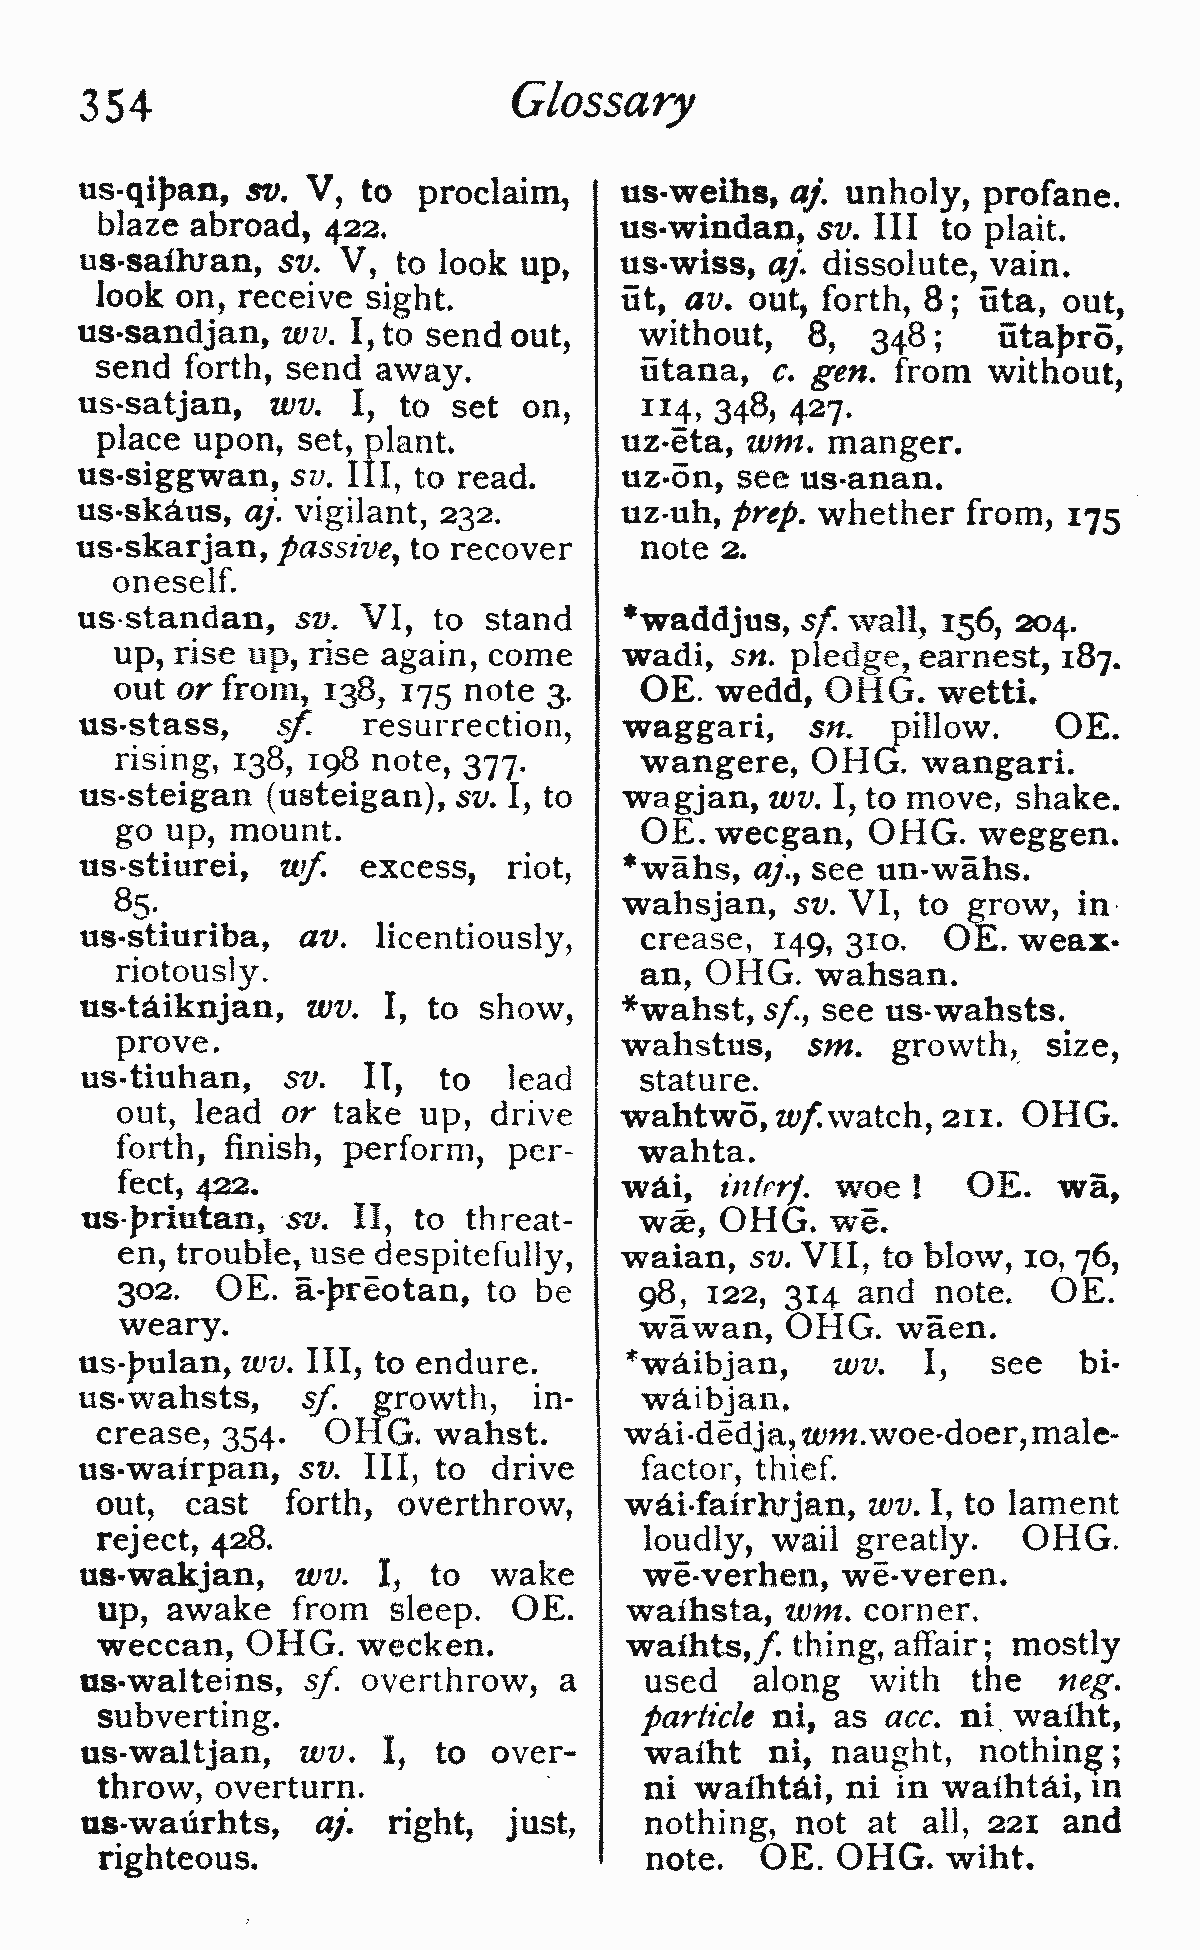 354
Glossary
us-qiþan, sv. V, to proclaim,
blaze abroad, 422.
us-saíƕan, sv. V, to look up,
look on, receive sight.
us-sandjan, wv. I, to send out,
send forth, send away.
us-satjan, wv. I, to set on,
place upon, set, plant.
us-siggwan, sv. III, to read.
us-skáus, aj. vigilant, 232.
us-skarjan, passive, to recover
oneself.
us-standan, sv. VI, to stand
up, rise up, rise again, come
out or from, 138, 175 note 3.
us-stass, sf. resurrection,
rising, 138, 198 note, 377.
us-steigan (usteigan), sv. I, to
go up, mount.
us-stiurei, wf. excess, riot,
85.
us-stiuriba, av. licentiously,
riotously.
us-táiknjan, wv. I, to show,
prove.
us-tiuhan, sv. II, to lead
out, lead or take up, drive
forth, finish, perform, per-
fect, 422.
us-þriutan, sv. II, to threat-
en, trouble, use despitefully,
302. OE. ā-þrēotan, to be
weary.
us-þulan, wv. III, to endure.
us-wahsts, sf. growth, in-
crease, 354. OHG. wahst.
us-waírpan, sv. III, to drive
out, cast forth, overthrow,
reject, 428.
us-wakjan, wv. I, to wake
up, awake from sleep. OE.
weccan, OHG. wecken.
us-walteins, sf. overthrow, a
subverting.
us-waltjan, wv. I, to over-
throw, overturn.
us-waúrhts, aj. right, just,
righteous.
us-weihs, aj. unholy, profane.
us-windan, sv. III to plait.
us-wiss, aj. dissolute, vain.
ūt, av. out, forth, 8; ūta, out,
without, 8, 348; ūtaþrō,
ūtana, c. gen. from without,
114, 348, 427.
uz-ēta, wm. manger.
uz-ōn, see us-anan.
uz-uh, prep. whether from, 175
note 2.
*waddjus, sf. wall, 156, 204.
wadi, sn. pledge, earnest, 187.
OE. wedd, OHG. wetti.
waggari, sn. pillow. OE.
wangere, OHG. wangari.
wagjan, wv. I, to move, shake.
OE. wecgan, OHG. weggen.
*wāhs, aj., see un-wāhs.
wahsjan, sv. VI, to grow, in-
crease, 149, 310. OE. weax-
an, OHG. wahsan.
*wahst, sf., see us-wahsts.
wahstus, sm. growth, size,
stature.
wahtwō, wf. watch, 211. OHG.
wahta.
wái, interj. woe! OE. wā,
wǣ, OHG. wē.
waian, sv. VII, to blow, 10, 76,
98, 122, 314 and note. OE.
wāwan, OHG. wāen.
*wáibjan, wv. I, see bi-
wáibjan.
wái-dēdja, wm. woe-doer, male-
factor, thief.
wái-faírƕjan, wv. I, to lament
loudly, wail greatly. OHG.
wē-verhen, wē-veren.
waíhsta, wm. corner.
waíhts, f. thing, affair; mostly
used along with the neg.
particle ni, as acc. ni waíht,
waíht ni, naught, nothing;
ni waíhtái, ni in waíhtái, in
nothing, not at all, 221 and
note. OE. OHG. wiht.